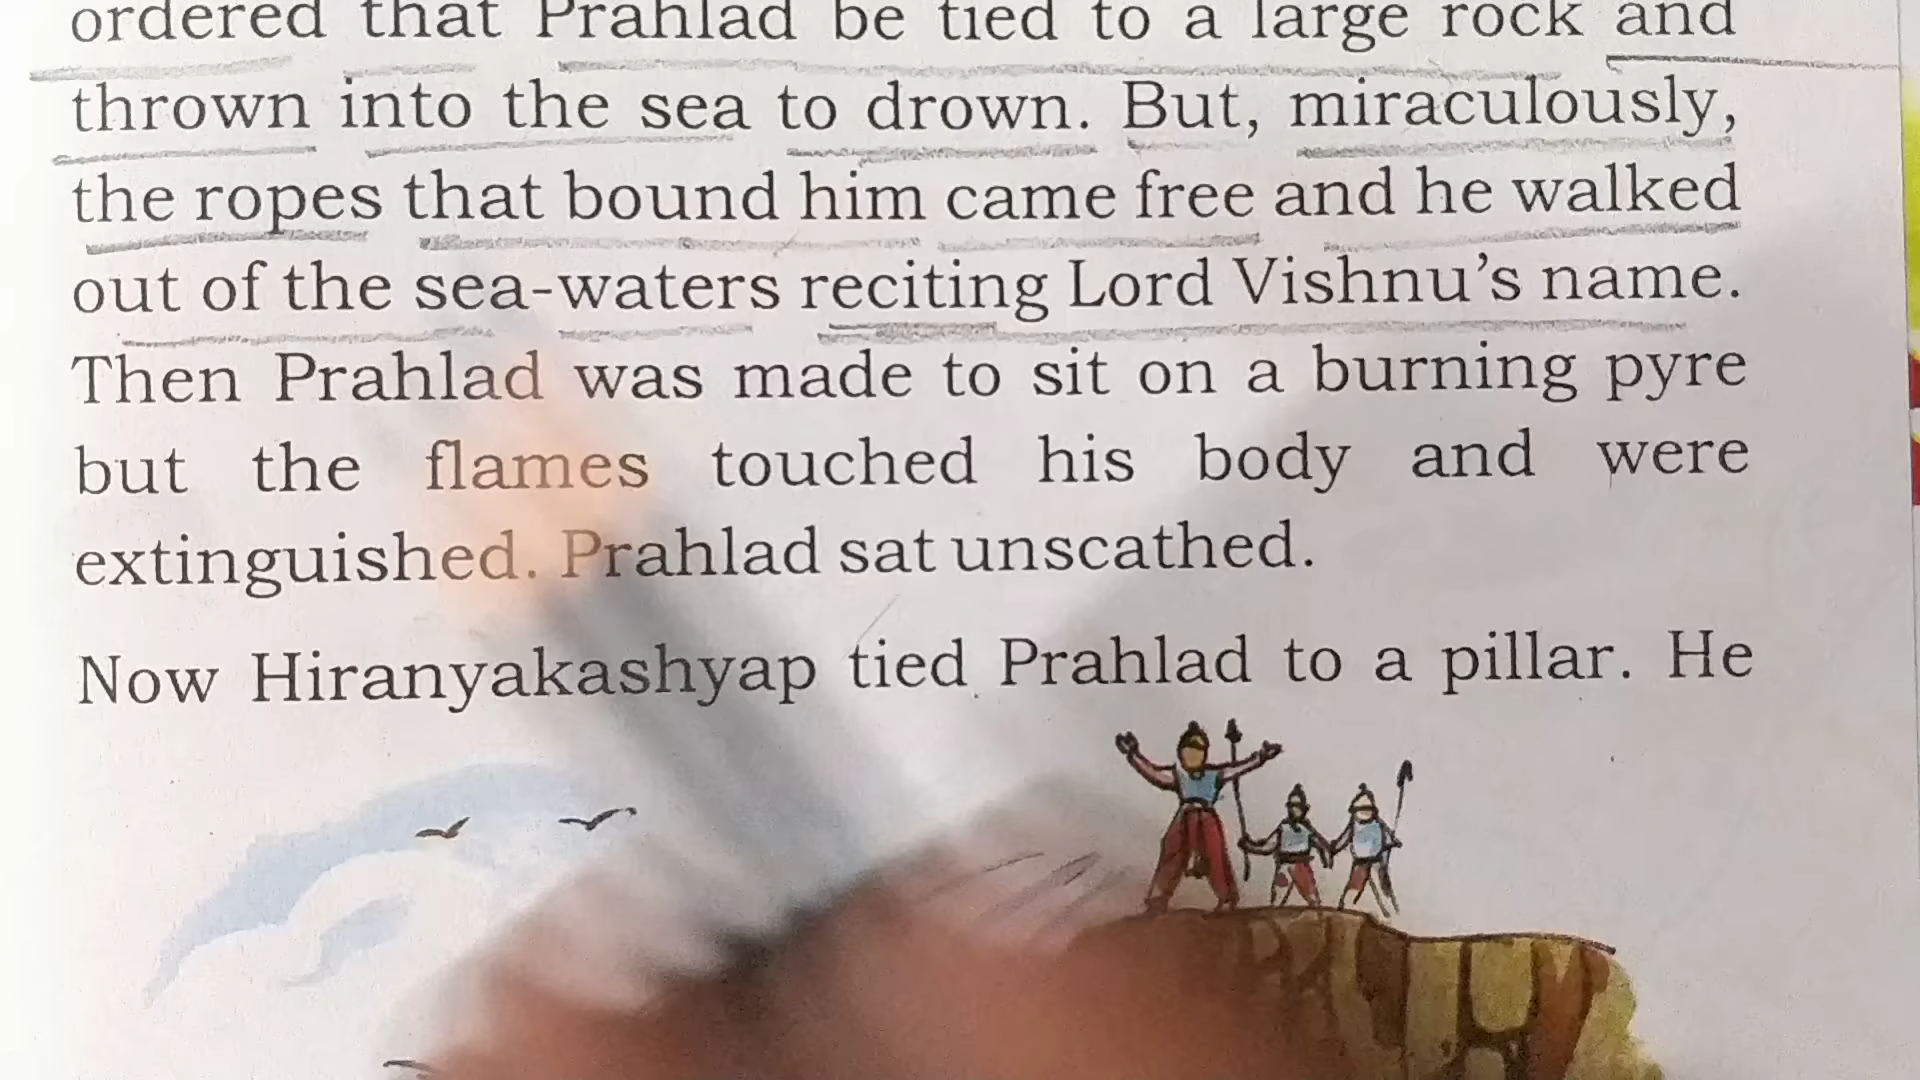 ordered that Prahlad be tied to a large rock and
thrown into the sea to drown. But, miraculously,
the ropes that bound him came free and he walked
out of the sea-waters reciting Lord Vishnu’s name.
Then Prahlad was made to sit on a burning pyre
but the flames touched his body and were
extinguished. Prahlad sat unscathed.
Now Hiranyakashyap tied Prahlad to a pillar. He